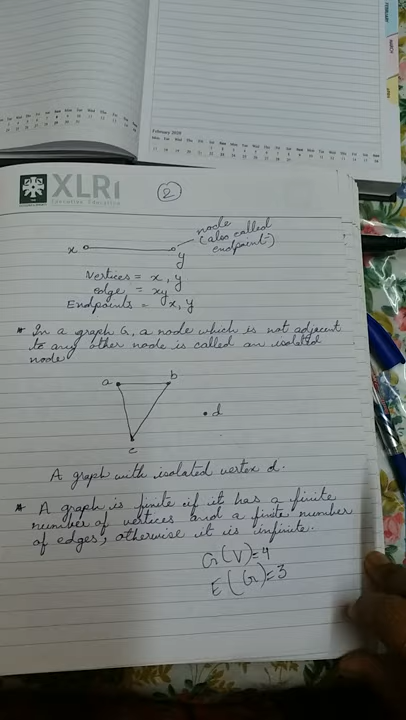 February 2020
XLRI
2
node
(also called
endpoint)
x
y
Vertices = x, y
edge = xy
Endpoints = x, y
* In a graph G, a node which is not adjacent
to any other node is called an isolated
node
a
b
d
c
A graph with isolated vertex d.
* A graph is finite if it has a finite
number of vertices and a finite number
of edges, otherwise it is infinite.
G(V)=4
E(G)=3